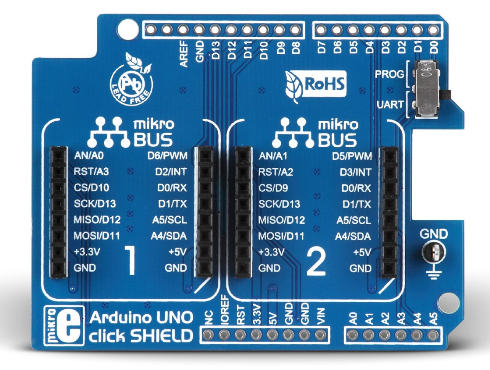 AREF
GND
D13
D12
D11
D10
D9
D8
D7
D6
D5
D4
D3
D2
D1
D0
Pb
LEAD FREE
RoHS
PROG
UART
mikro
BUS
AN/A0 D6/PWM
RST/A3 D2/INT
CS/D10 D0/RX
SCK/D13 D1/TX
MISO/D12 A5/SCL
MOSI/D11 A4/SDA
+3.3V +5V
GND GND
1
mikro
BUS
AN/A1 D5/PWM
RST/A2 D3/INT
CS/D9 D0/RX
SCK/D13 D1/TX
MISO/D12 A5/SCL
MOSI/D11 A4/SDA
+3.3V +5V
GND GND
2
GND
mikro
e
Arduino UNO
click SHIELD
NC
IOREF
RST
3.3V
5V
GND
GND
VIN
A0
A1
A2
A3
A4
A5